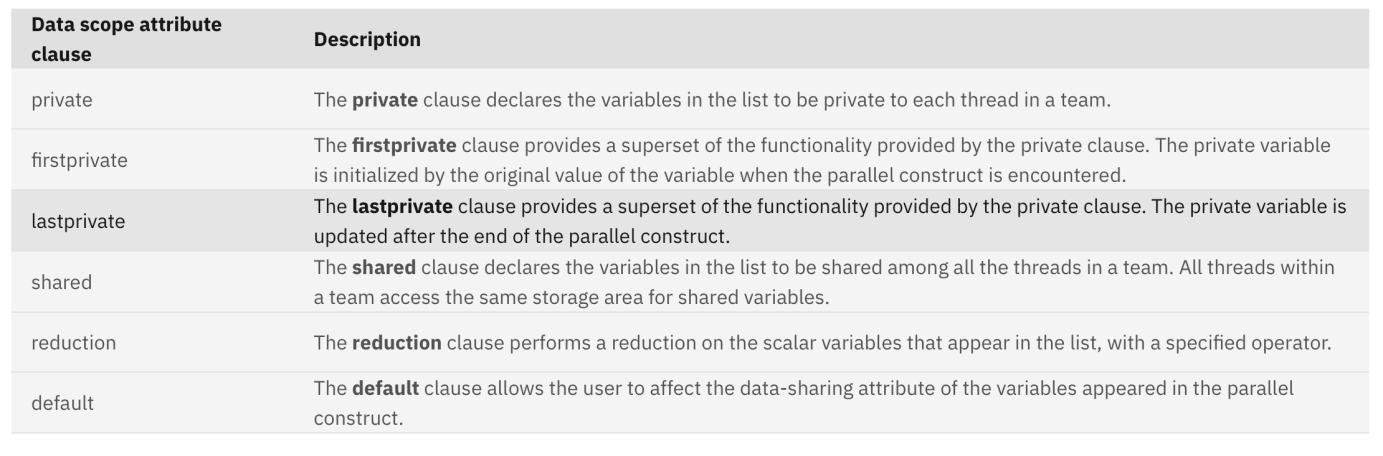 Data scope attribute
clause
Description
private
The private clause declares the variables in the list to be private to each thread in a team.
firstprivate
The firstprivate clause provides a superset of the functionality provided by the private clause. The private variable
is initialized by the original value of the variable when the parallel construct is encountered.
lastprivate
The lastprivate clause provides a superset of the functionality provided by the private clause. The private variable is
updated after the end of the parallel construct.
shared
The shared clause declares the variables in the list to be shared among all the threads in a team. All threads within
a team access the same storage area for shared variables.
reduction
The reduction clause performs a reduction on the scalar variables that appear in the list, with a specified operator.
default
The default clause allows the user to affect the data-sharing attribute of the variables appeared in the parallel
construct.